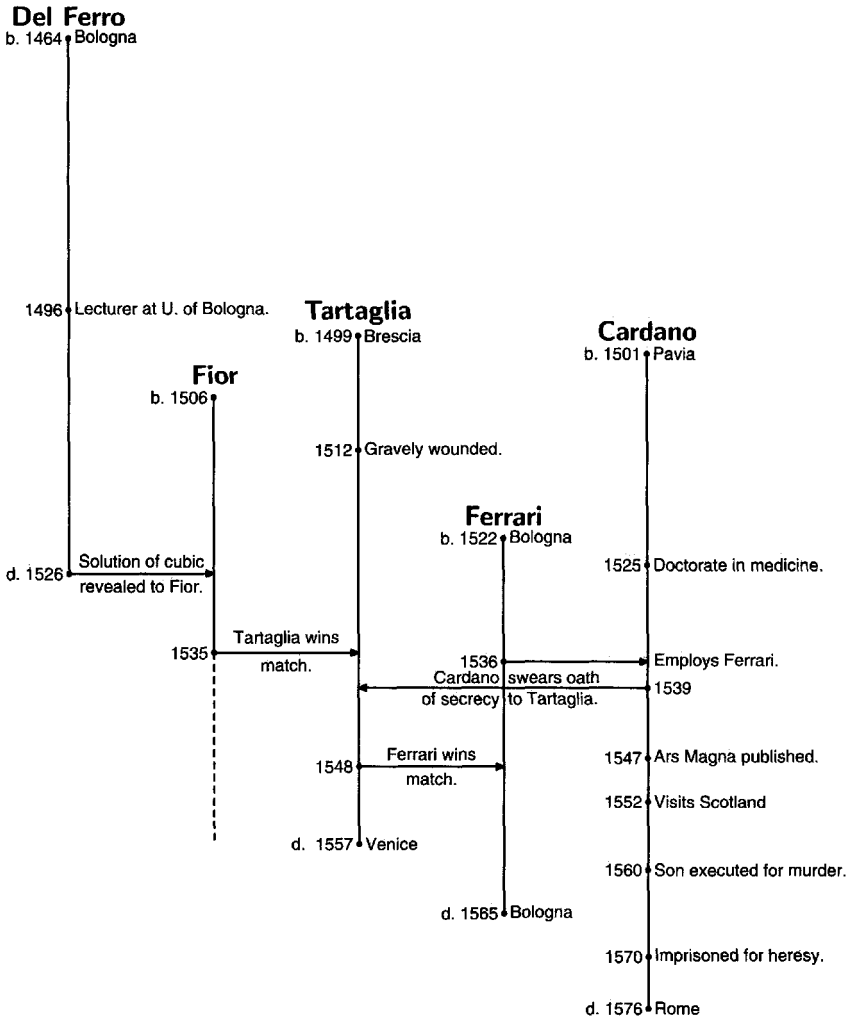 Del Ferro
b. 1464 Bologna
1496 Lecturer at U. of Bologna.
Tartaglia
b. 1499 Brescia
Cardano
b. 1501 Pavia
Fior
b. 1506
1512 Gravely wounded.
Ferrari
b. 1522 Bologna
d. 1526
Solution of cubic
revealed to Fior.
1525 Doctorate in medicine.
1535
Tartaglia wins
match.
1536
Employs Ferrari.
Cardano swears oath
of secrecy to Tartaglia.
1539
1548
Ferrari wins
match.
1547 Ars Magna published.
1552 Visits Scotland
d. 1557 Venice
1560 Son executed for murder.
d. 1565 Bologna
1570 Imprisoned for heresy.
d. 1576 Rome